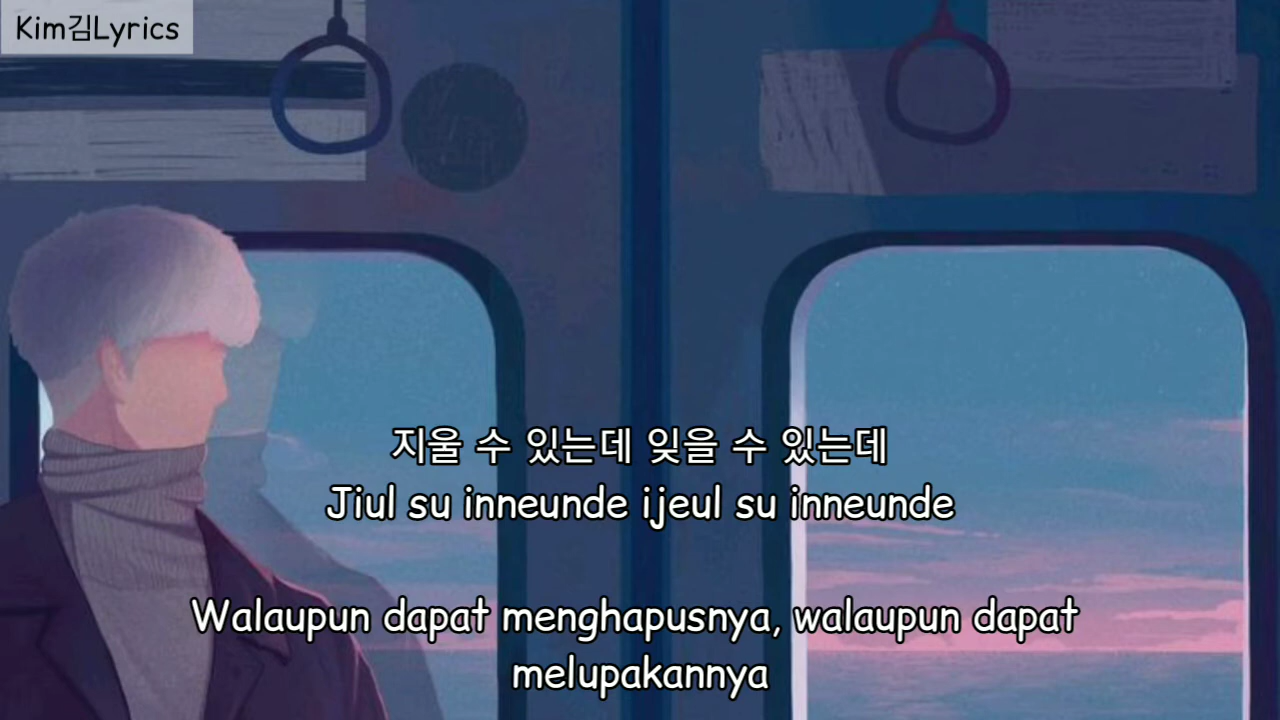 Kim김Lyrics
지울 수 있는데 잊을 수 있는데
Jiul su inneunde ijeul su inneunde
Walaupun dapat menghapusnya, walaupun dapat
melupakannya